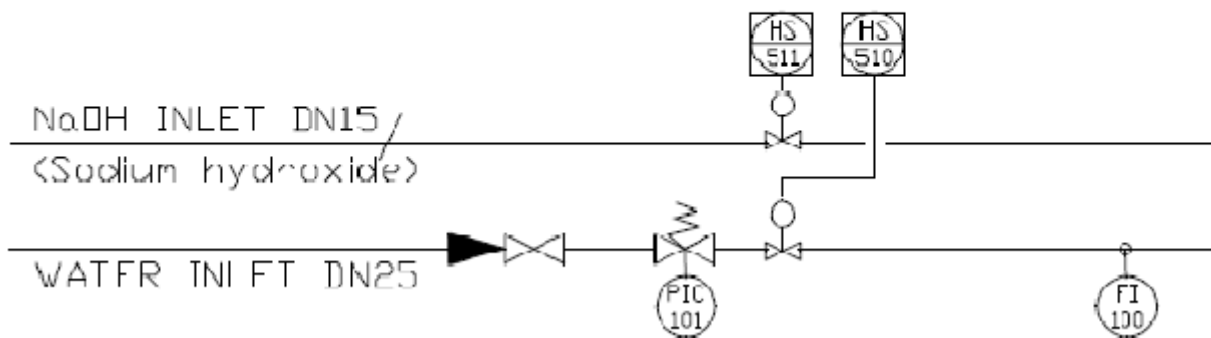 HS
511
HS
510
NaOH INLET DN15
(Sodium hydroxide)
WATER INLET DN25
PIC
101
FI
100